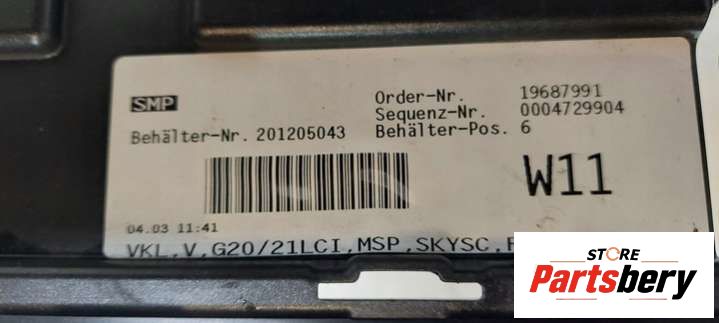 SMP
Order-Nr. 19687991
Sequenz-Nr. 0004729904
Behälter-Nr. 201205043 Behälter-Pos. 6
W11
04.03 11:41
VKL,V,G20/21LCI,MSP,SKYSC,
STORE
Partsbery